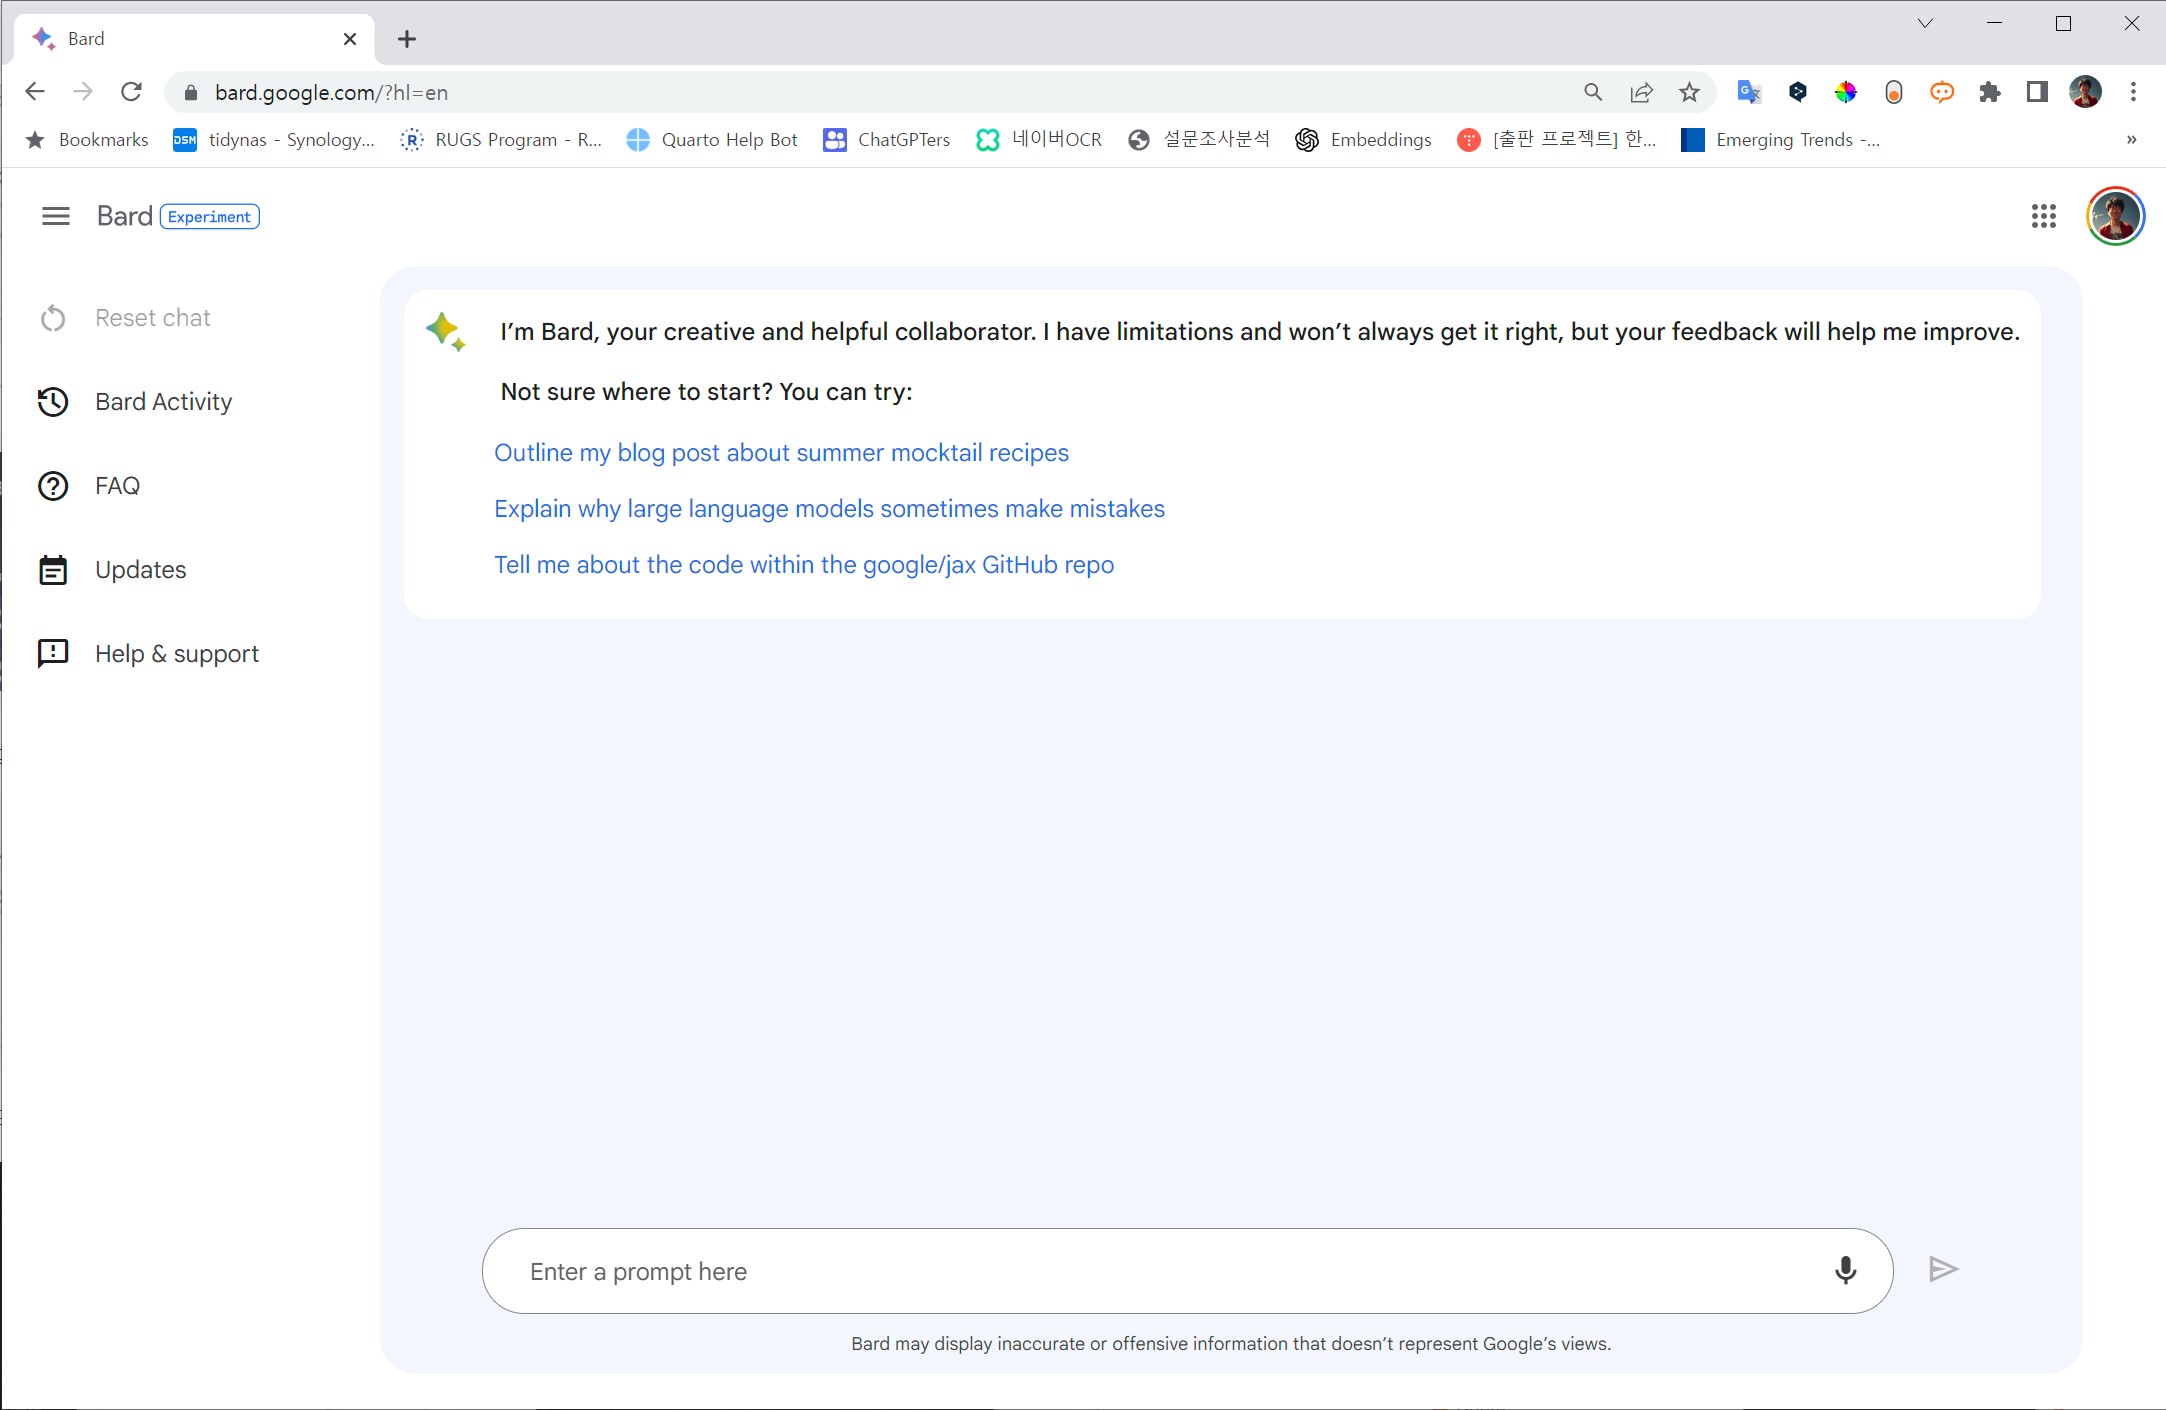 Bard
bard.google.com/?hl=en
Bookmarks
DSM
tidynas - Synology...
R
RUGS Program - R...
Quarto Help Bot
ChatGPTers
네이버OCR
설문조사분석
Embeddings
[출판 프로젝트] 한...
Emerging Trends -...
»
Bard Experiment
Reset chat
Bard Activity
FAQ
Updates
Help & support
I’m Bard, your creative and helpful collaborator. I have limitations and won’t always get it right, but your feedback will help me improve.
Not sure where to start? You can try:
Outline my blog post about summer mocktail recipes
Explain why large language models sometimes make mistakes
Tell me about the code within the google/jax GitHub repo
Enter a prompt here
Bard may display inaccurate or offensive information that doesn’t represent Google’s views.